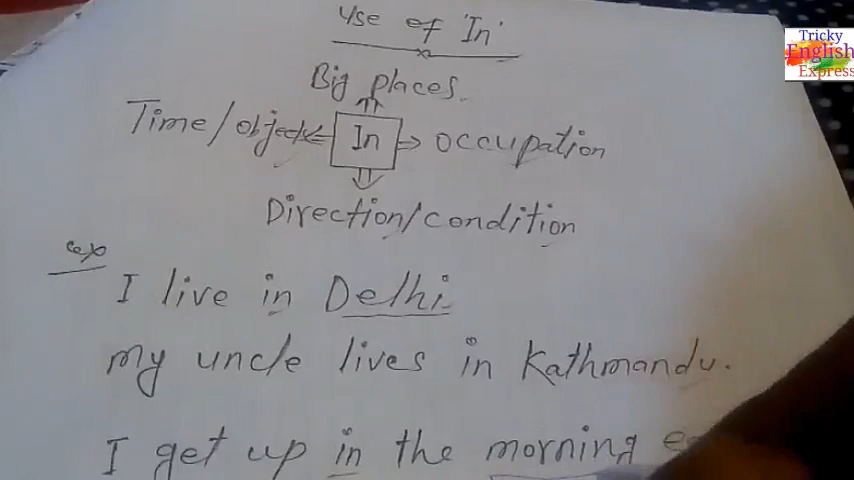 Use of 'In'
Tricky
English
Express
Big places.
Time/object In occupation
Direction/condition
I live in Delhi.
my uncle lives in Kathmandu.
I get up in the morning